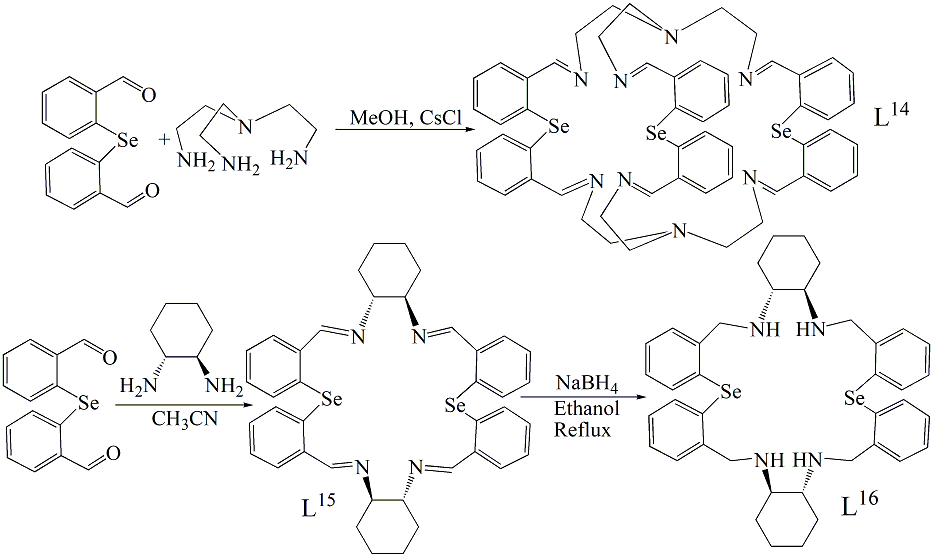 O
N
N N N
Se + N MeOH, CsCl Se Se Se L¹⁴
NH₂ NH₂ H₂N
O
N N N
N
O
H₂N NH₂
N N
NH HN
Se CH₃CN Se Se NaBH₄ Se Se
Ethanol
Reflux
O
N N
NH HN
L¹⁵ L¹⁶